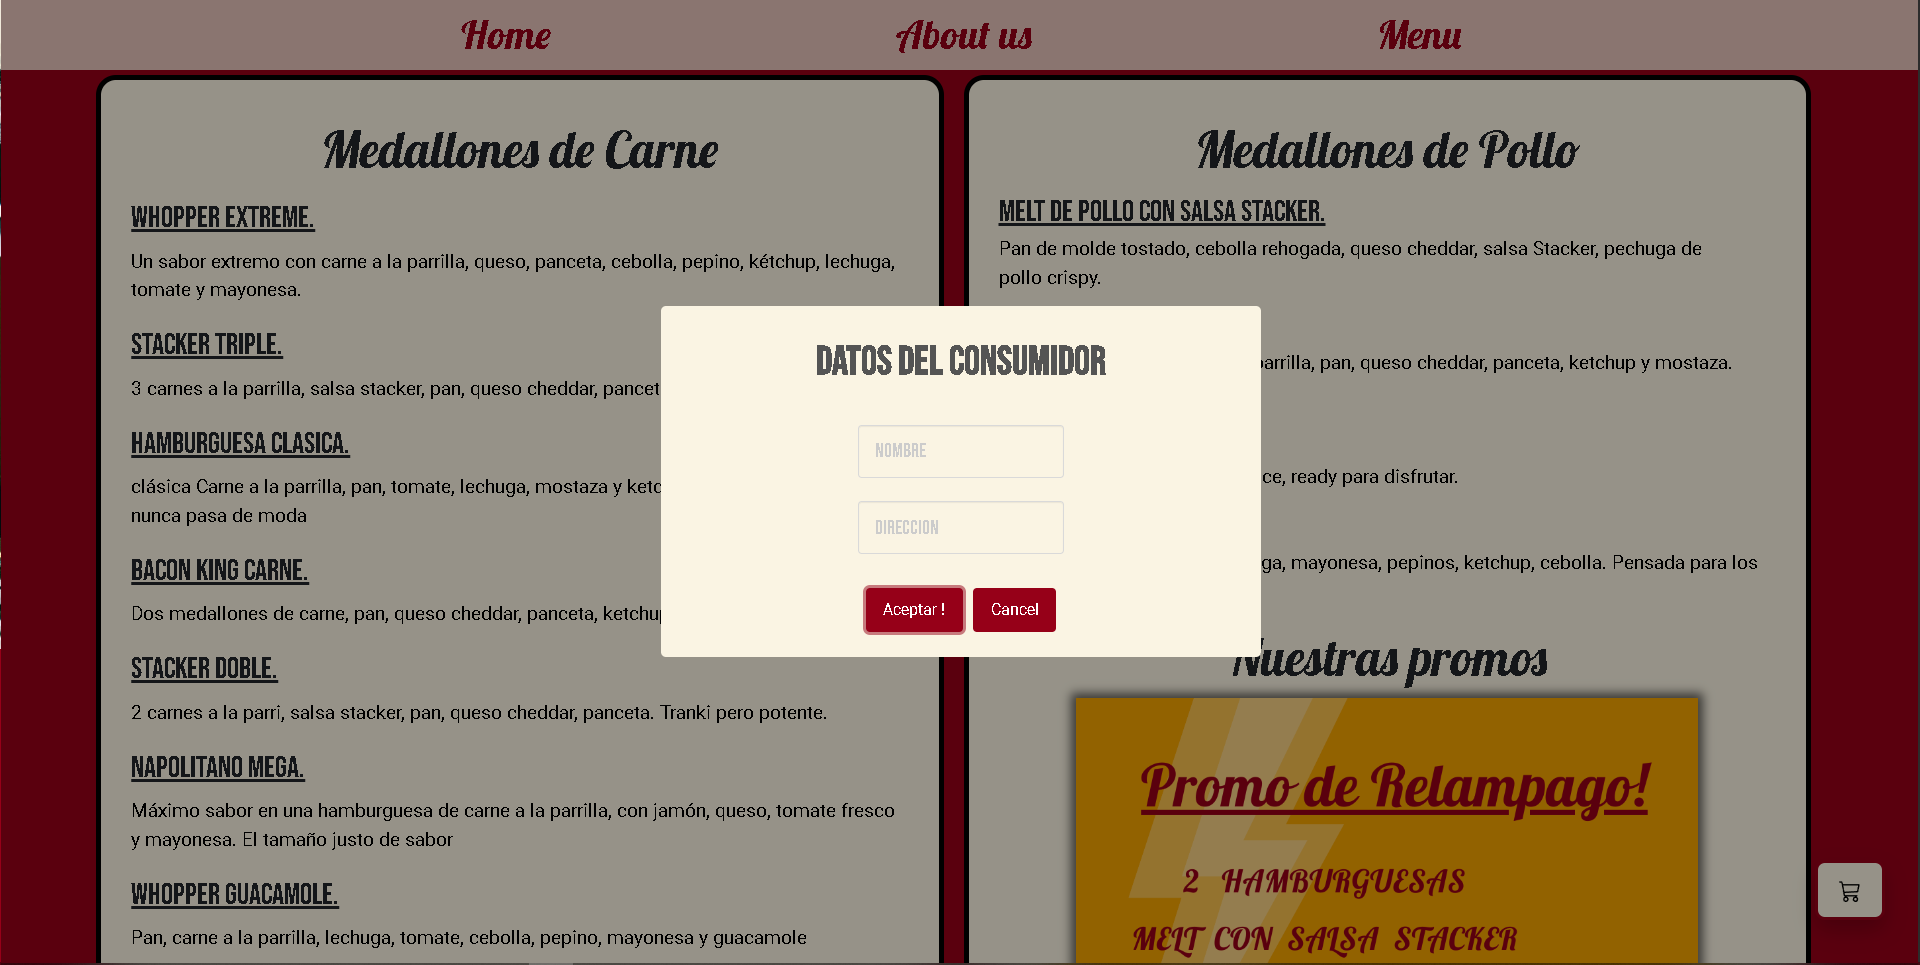 Home
About us
Menu
Medallones de Carne
WHOPPER EXTREME.
Un sabor extremo con carne a la parrilla, queso, panceta, cebolla, pepino, kétchup, lechuga,
tomate y mayonesa.
STACKER TRIPLE.
3 carnes a la parrilla, salsa stacker, pan, queso cheddar,
HAMBURGUESA CLASICA.
clásica Carne a la parrilla, pan, tomate, lechuga, mostaza y
nunca pasa de moda
BACON KING CARNE.
Dos medallones de carne, pan, queso cheddar, panceta,
STACKER DOBLE.
2 carnes a la parri, salsa stacker, pan, queso cheddar, panceta. Tranki pero potente.
NAPOLITANO MEGA.
Máximo sabor en una hamburguesa de carne a la parrilla, con jamón, queso, tomate fresco
y mayonesa. El tamaño justo de sabor
WHOPPER GUACAMOLE.
Pan, carne a la parrilla, lechuga, tomate, cebolla, pepino, mayonesa y guacamole
Medallones de Pollo
MELT DE POLLO CON SALSA STACKER.
Pan de molde tostado, cebolla rehogada, queso cheddar, salsa Stacker, pechuga de
pollo crispy.
parrilla, pan, queso cheddar, panceta, ketchup y mostaza.
ready para disfrutar.
mayonesa, pepinos, ketchup, cebolla. Pensada para los
Nuestras promos
Promo de Relampago!
2 HAMBURGUESAS
MELT CON SALSA STACKER
DATOS DEL CONSUMIDOR
NOMBRE
DIRECCION
Aceptar !
Cancel